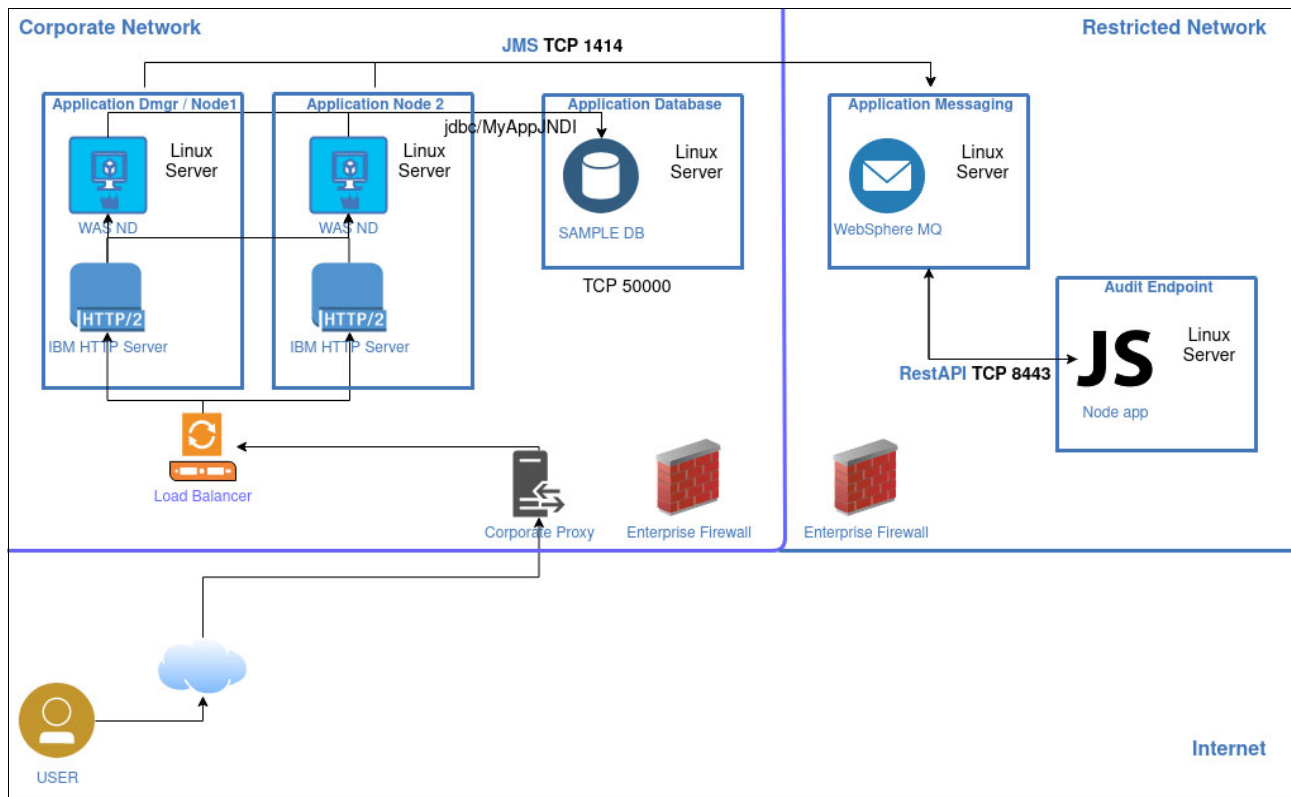 Corporate Network
Restricted Network
JMS TCP 1414
Application Dmgr / Node1
Application Node 2
Application Database
Application Messaging
jdbc/MyAppJNDI
Linux
Server
Linux
Server
Linux
Server
Linux
Server
WAS ND
WAS ND
SAMPLE DB
WebSphere MQ
TCP 50000
Audit Endpoint
HTTP/2
HTTP/2
IBM HTTP Server
IBM HTTP Server
Linux
Server
JS
RestAPI TCP 8443
Node app
Load Balancer
Corporate Proxy
Enterprise Firewall
Enterprise Firewall
USER
Internet